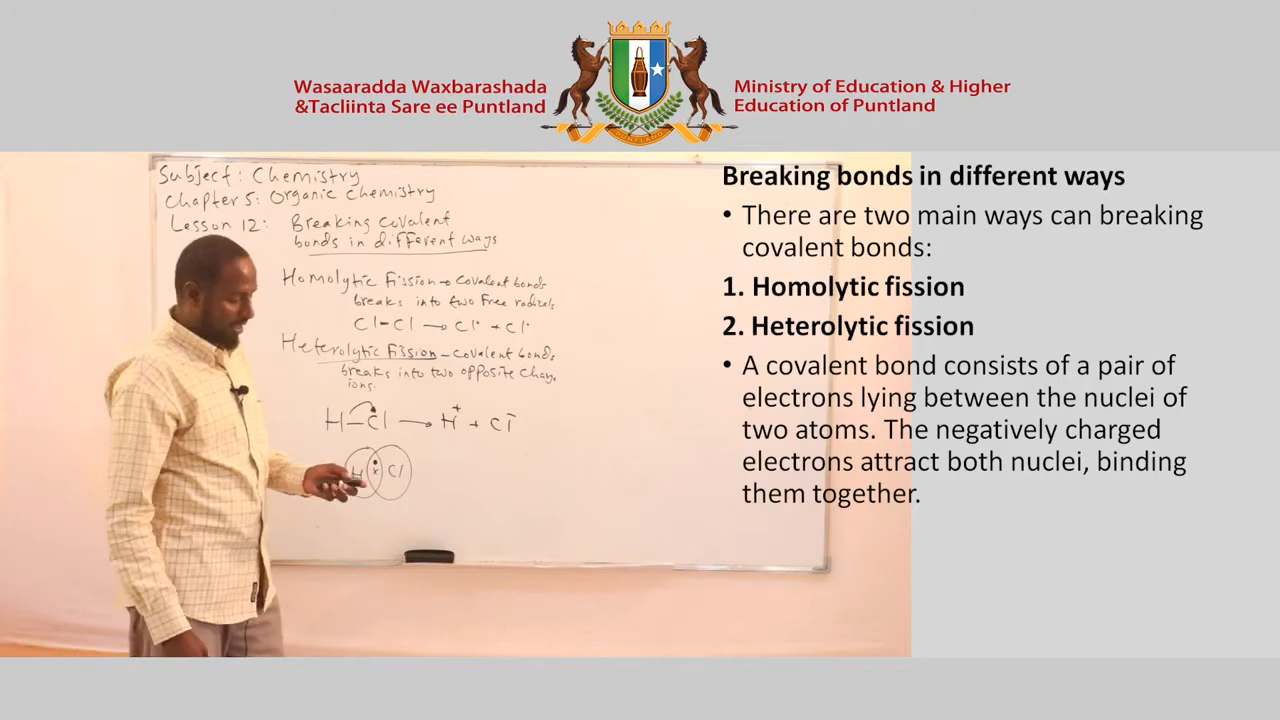 Wasaaradda Waxbarashada
&Tacliinta Sare ee Puntland
Ministry of Education & Higher
Education of Puntland
PUNTLAND
Subject: Chemistry
Chapter 5: Organic Chemistry
Lesson 12: Breaking Covalent
bonds in different ways
Homolytic Fission → Covalent bonds
breaks into two Free radicels
Cl-Cl → Cl• + Cl•
Heterolytic Fission - Covalent bonds
breaks into two opposite Charge
ions.
H-Cl → H⁺ + Cl⁻
H x Cl
Breaking bonds in different ways
• There are two main ways can breaking
covalent bonds:
1. Homolytic fission
2. Heterolytic fission
• A covalent bond consists of a pair of
electrons lying between the nuclei of
two atoms. The negatively charged
electrons attract both nuclei, binding
them together.